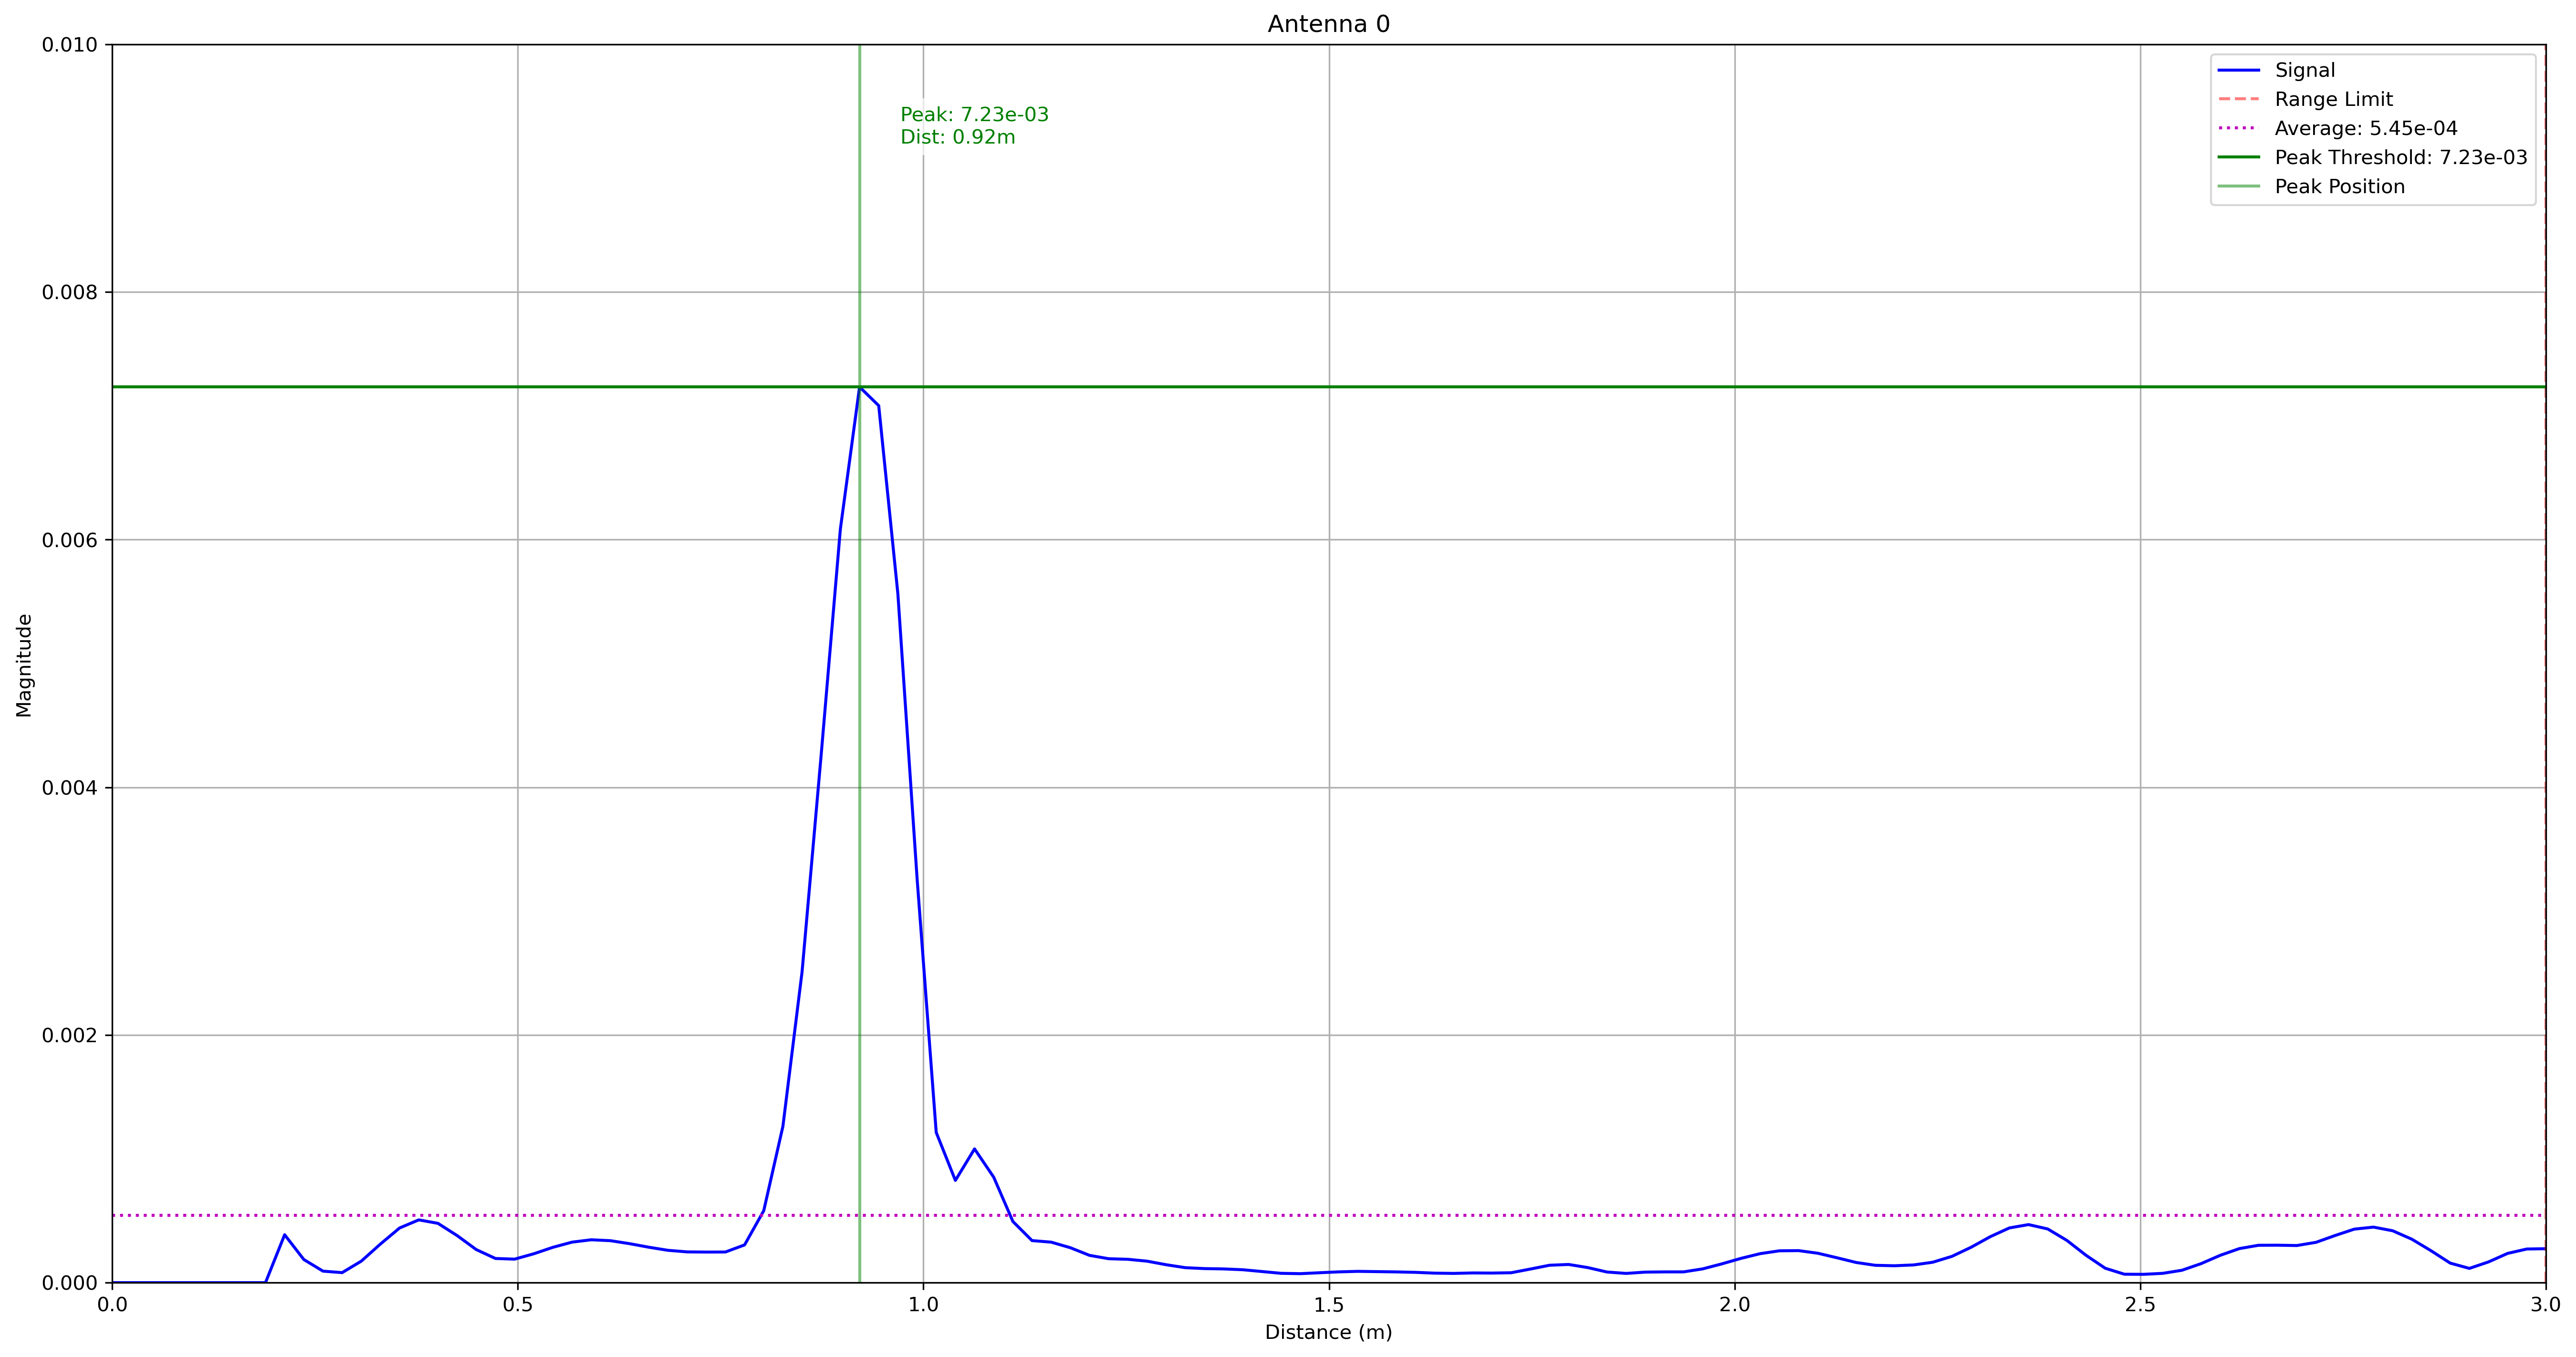 Antenna 0
0.010
0.008
0.006
0.004
0.002
0.000
Magnitude
Peak: 7.23e-03
Dist: 0.92m
Signal
Range Limit
Average: 5.45e-04
Peak Threshold: 7.23e-03
Peak Position
0.0 0.5 1.0 1.5 2.0 2.5 3.0
Distance (m)